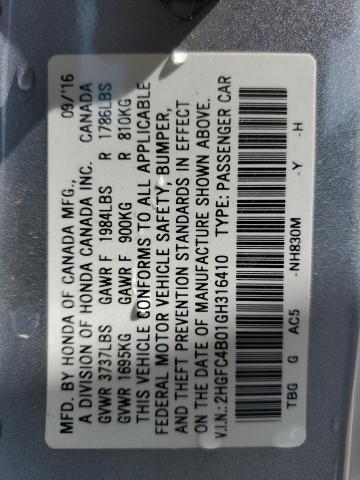 MFD. BY HONDA OF CANADA MFG., 09/'16
A DIVISION OF HONDA CANADA INC. CANADA
GVWR 3737LBS GAWR F 1984LBS R 1786LBS
GVWR 1695KG GAWR F 900KG R 810KG
THIS VEHICLE CONFORMS TO ALL APPLICABLE
FEDERAL MOTOR VEHICLE SAFETY, BUMPER,
AND THEFT PREVENTION STANDARDS IN EFFECT
ON THE DATE OF MANUFACTURE SHOWN ABOVE.
V.I.N.: 2HGFC4B01GH316410 TYPE: PASSENGER CAR
TBG G AC5 -NH830M -Y -H